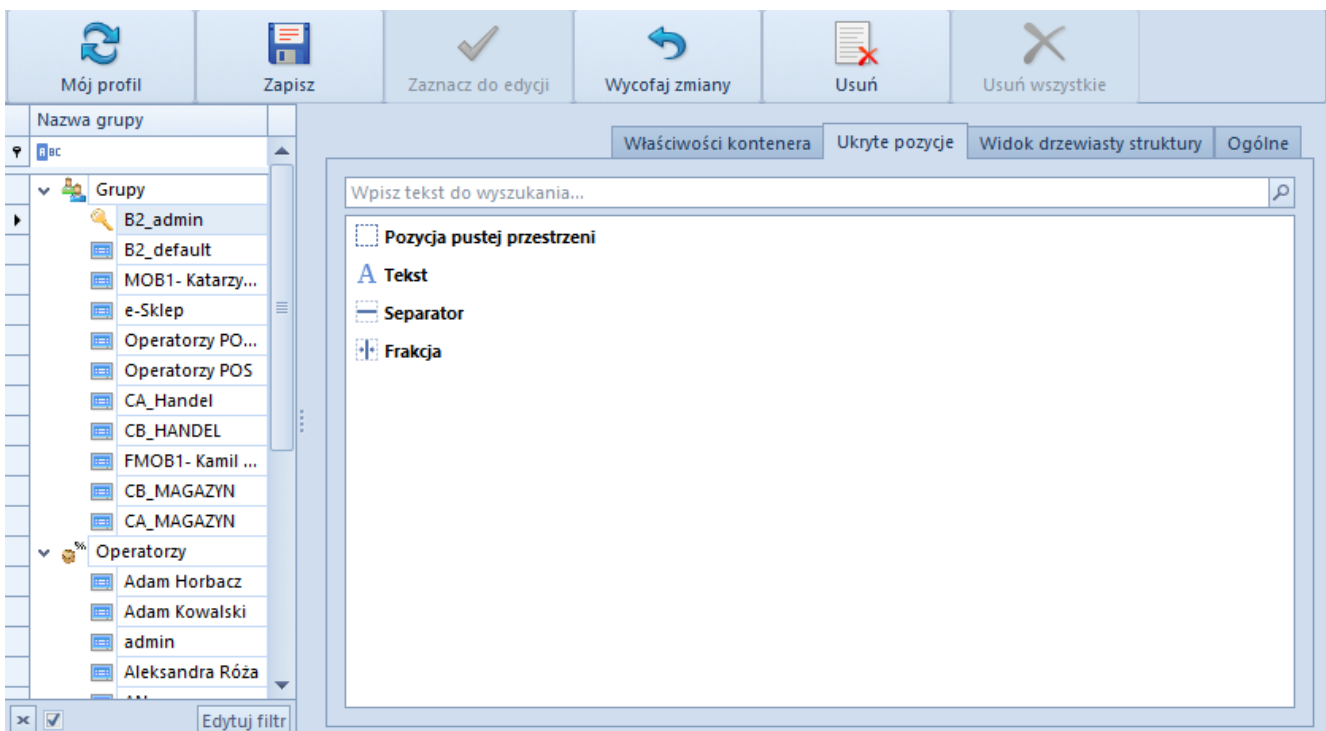 Mój profil
Zapisz
Zaznacz do edycji
Wycofaj zmiany
Usuń
Usuń wszystkie
Nazwa grupy
ABC
Grupy
B2_admin
B2_default
MOB1- Katarzy...
e-Sklep
Operatorzy PO...
Operatorzy POS
CA_Handel
CB_HANDEL
FMOB1- Kamil ...
CB_MAGAZYN
CA_MAGAZYN
Operatorzy
Adam Horbacz
Adam Kowalski
admin
Aleksandra Róża
Edytuj filtr
Właściwości kontenera
Ukryte pozycje
Widok drzewiasty struktury
Ogólne
Wpisz tekst do wyszukania...
Pozycja pustej przestrzeni
A Tekst
Separator
Frakcja